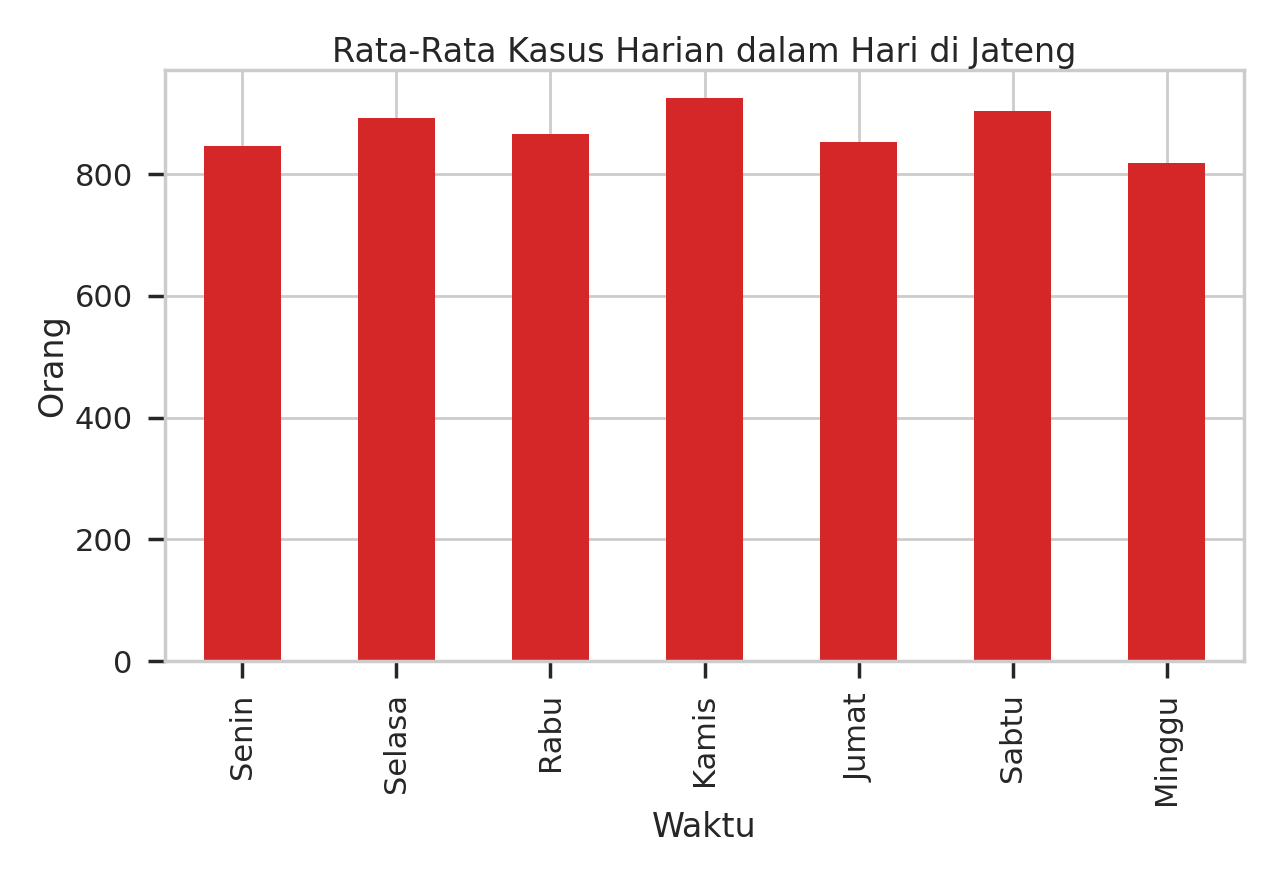 Rata-Rata Kasus Harian dalam Hari di Jateng
800
600
400
200
0
Orang
Senin
Selasa
Rabu
Kamis
Jumat
Sabtu
Minggu
Waktu